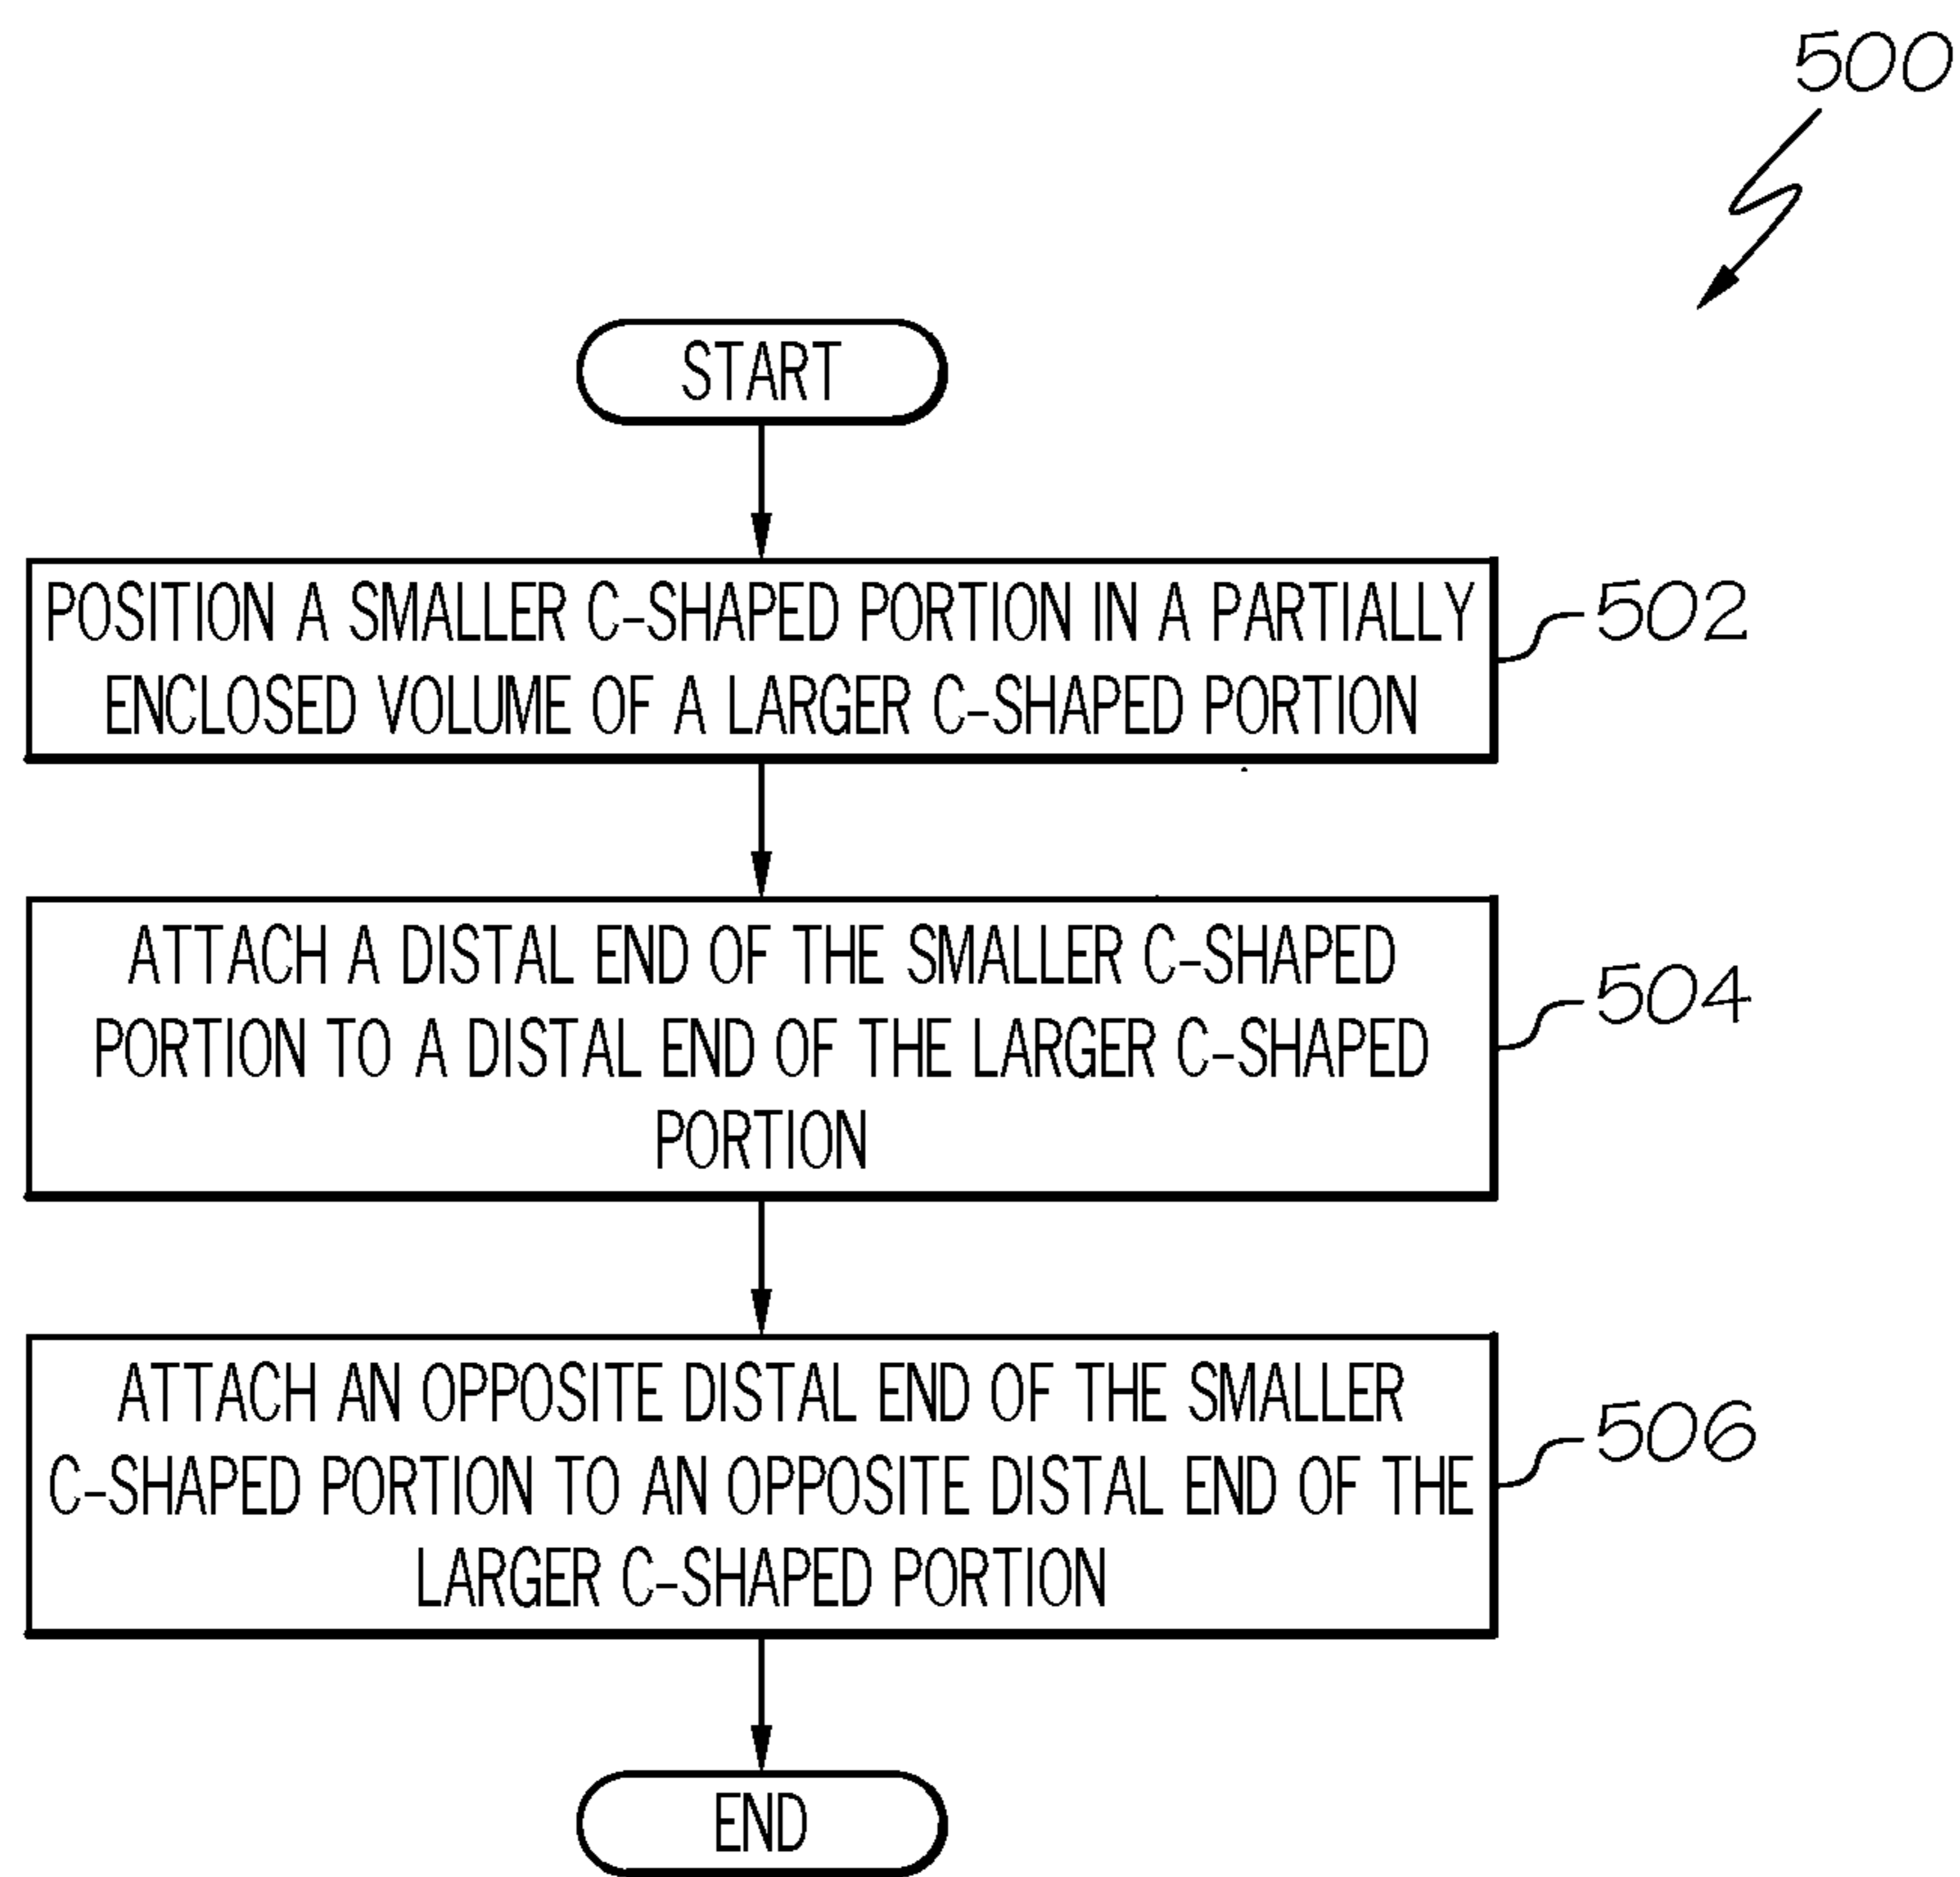 500
START
POSITION A SMALLER C-SHAPED PORTION IN A PARTIALLY
ENCLOSED VOLUME OF A LARGER C-SHAPED PORTION
502
ATTACH A DISTAL END OF THE SMALLER C-SHAPED
PORTION TO A DISTAL END OF THE LARGER C-SHAPED
PORTION
504
ATTACH AN OPPOSITE DISTAL END OF THE SMALLER
C-SHAPED PORTION TO AN OPPOSITE DISTAL END OF THE
LARGER C-SHAPED PORTION
506
END